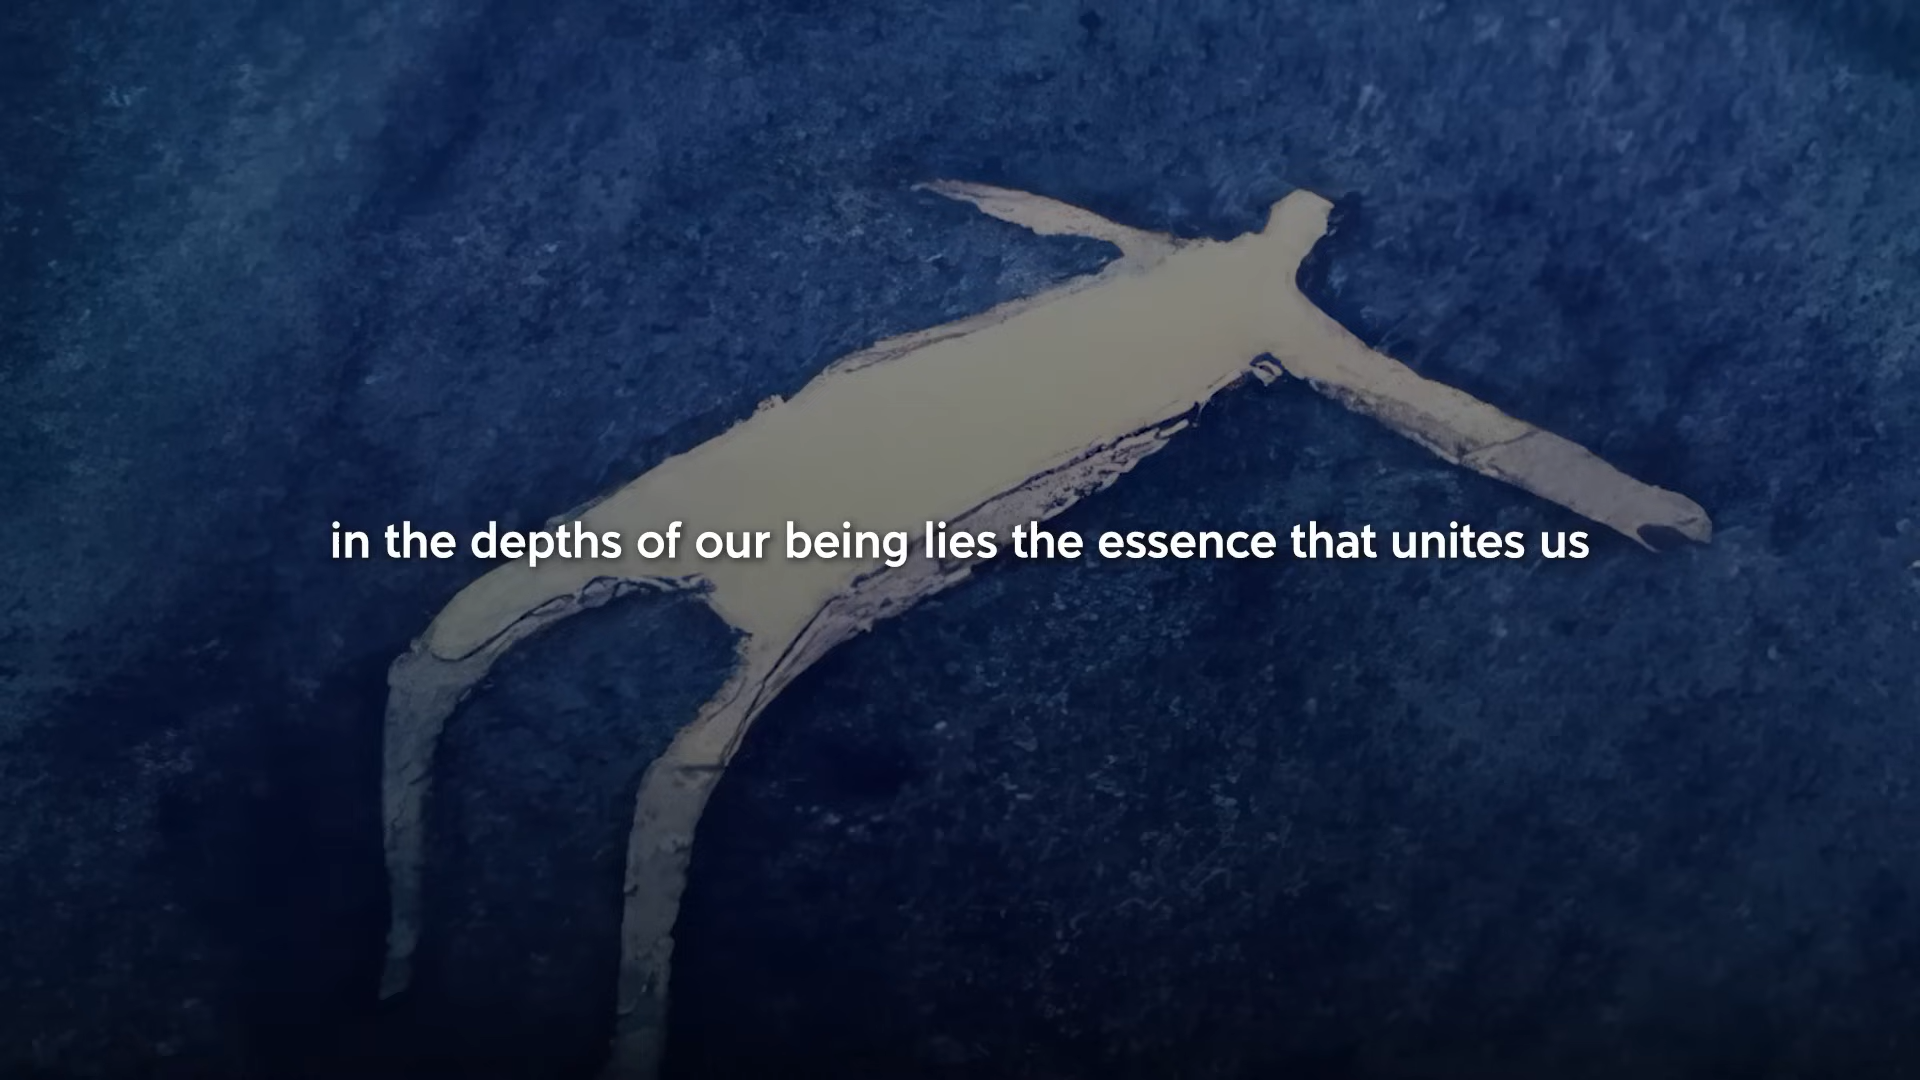 in the depths of our being lies the essence that unites us